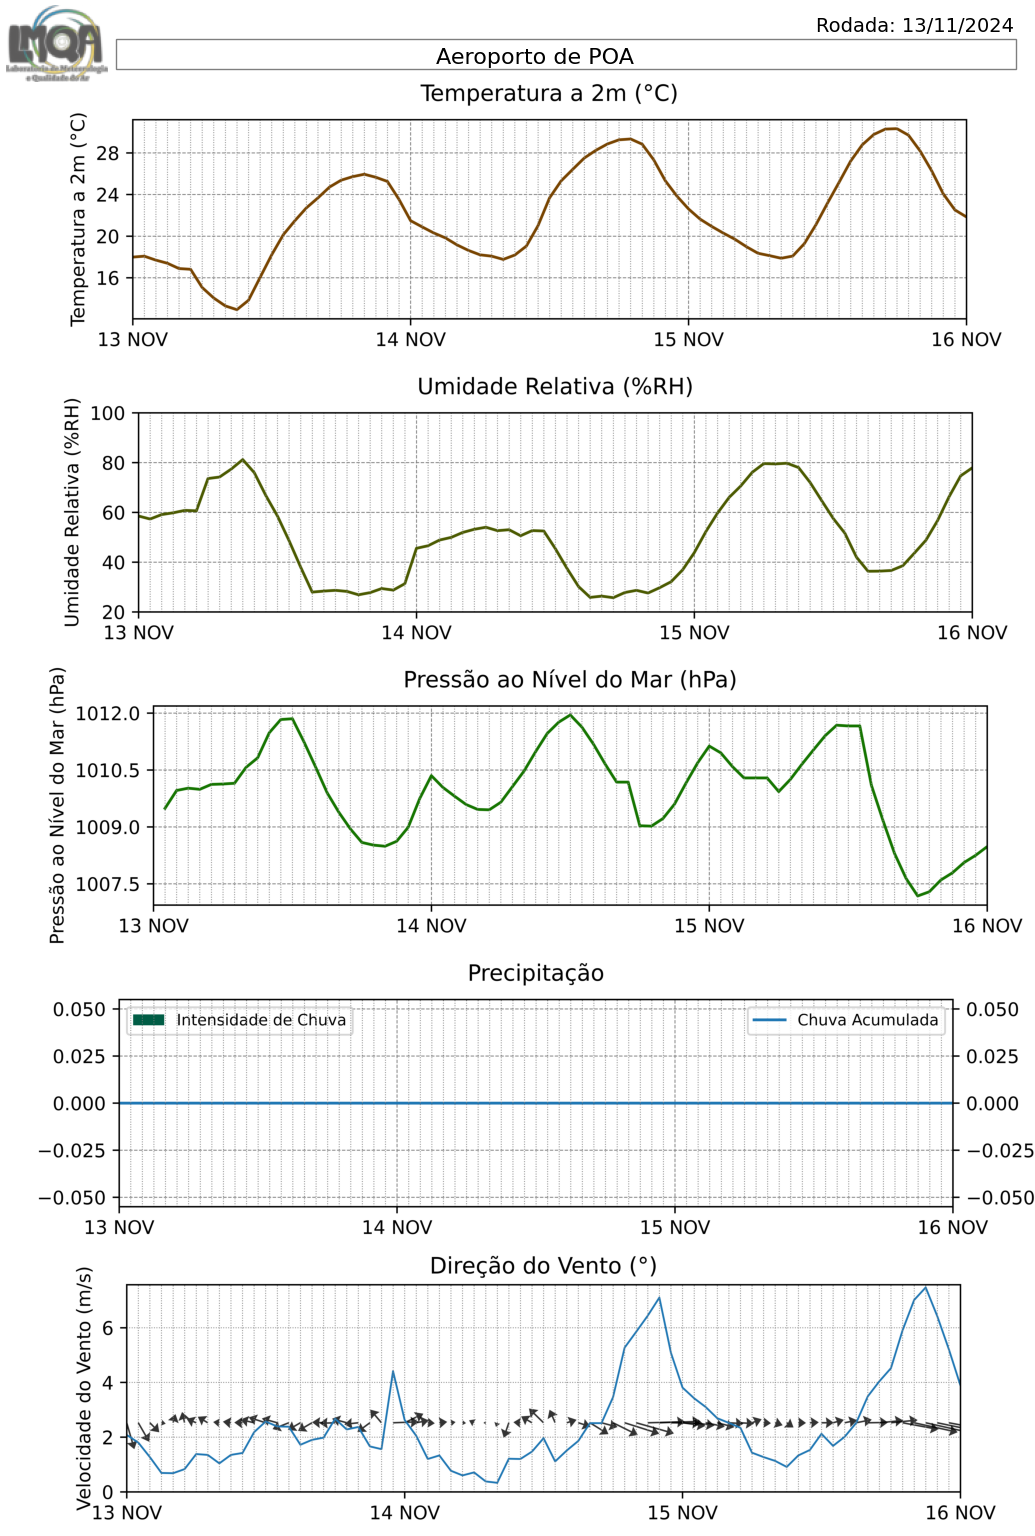 Rodada: 13/11/2024
LMQA
Laboratório de Meteorologia
e Qualidade do Ar
Aeroporto de POA
Temperatura a 2m (°C)
Temperatura a 2m (°C)
28
24
20
16
13 NOV 14 NOV 15 NOV 16 NOV
Umidade Relativa (%RH)
Umidade Relativa (%RH)
100
80
60
40
20
13 NOV 14 NOV 15 NOV 16 NOV
Pressão ao Nível do Mar (hPa)
Pressão ao Nível do Mar (hPa)
1012.0
1010.5
1009.0
1007.5
13 NOV 14 NOV 15 NOV 16 NOV
Precipitação
Intensidade de Chuva
Chuva Acumulada
0.050 0.050
0.025 0.025
0.000 0.000
−0.025 −0.025
−0.050 −0.050
13 NOV 14 NOV 15 NOV 16 NOV
Direção do Vento (°)
Velocidade do Vento (m/s)
6
4
2
0
13 NOV 14 NOV 15 NOV 16 NOV